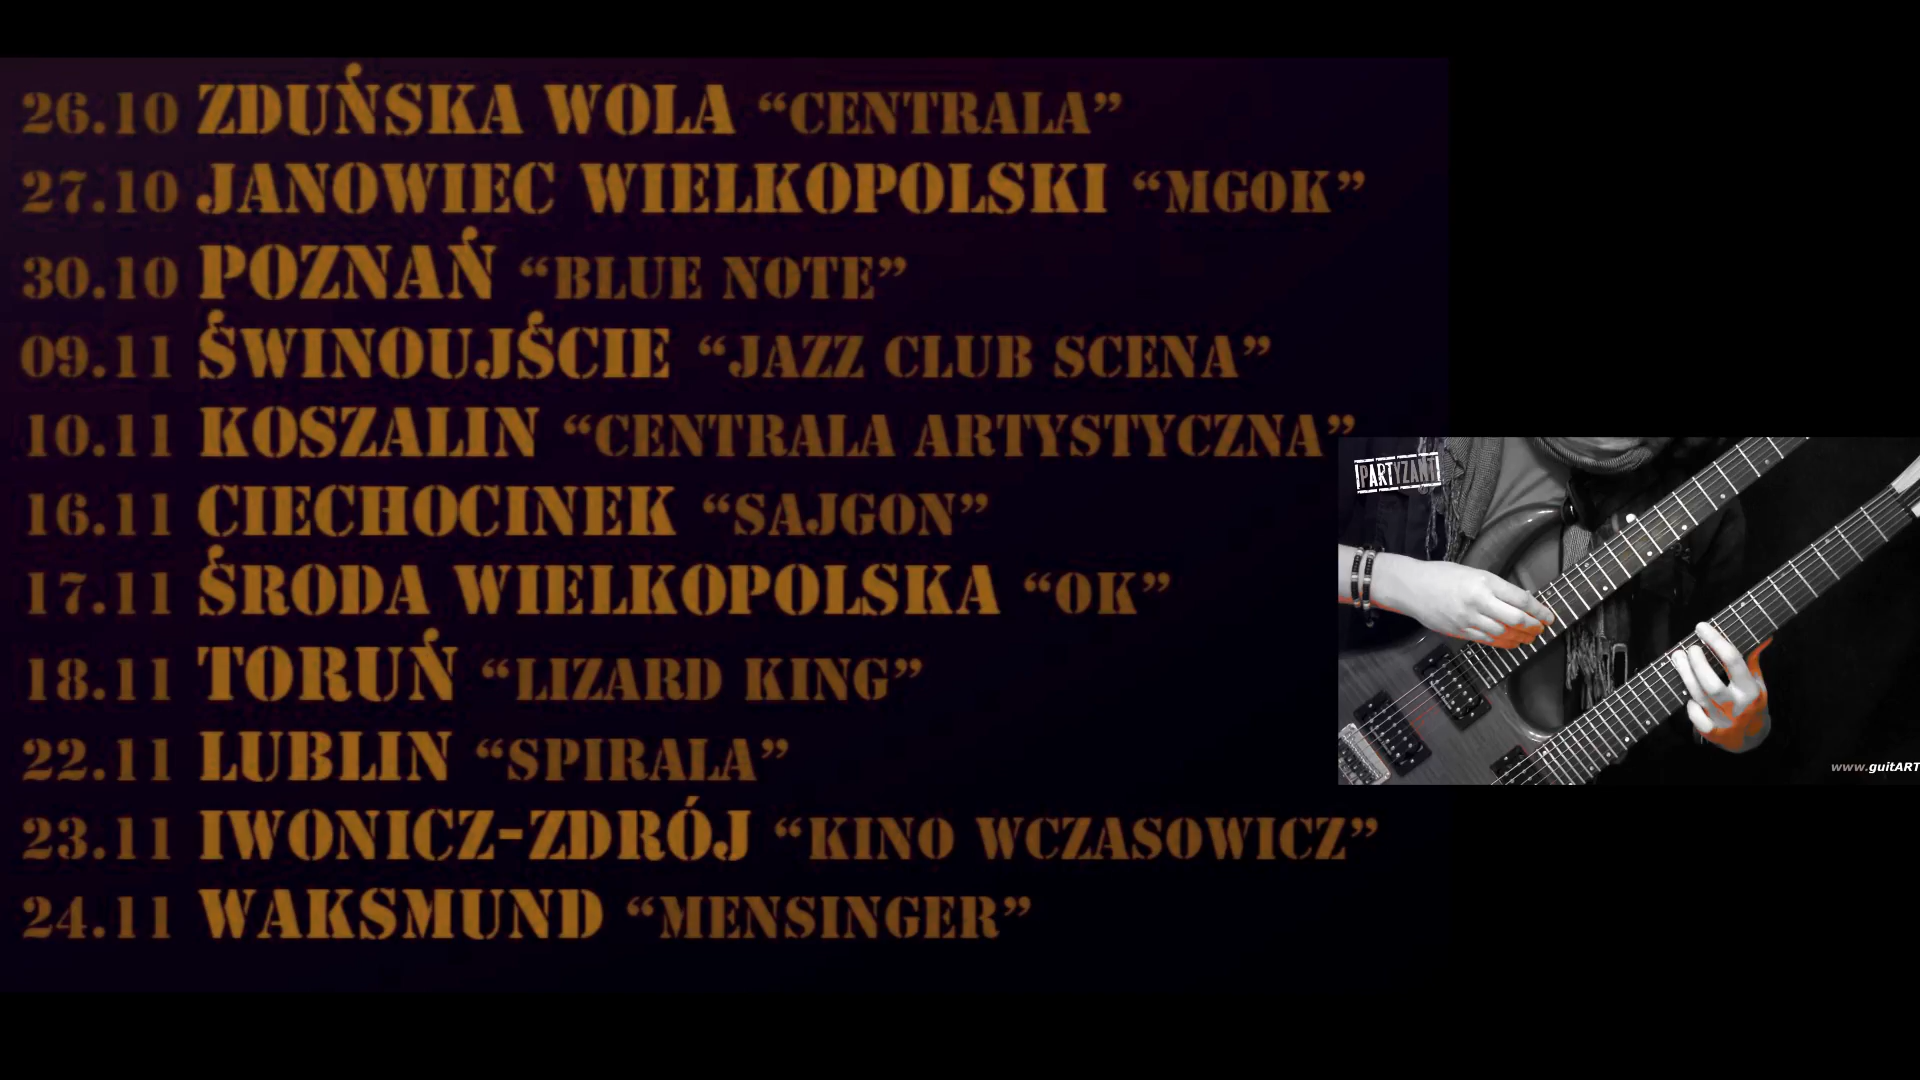 26.10 ZDUŃSKA WOLA “CENTRALA”
27.10 JANOWIEC WIELKOPOLSKI “MGOK”
30.10 POZNAŃ “BLUE NOTE”
09.11 ŚWINOUJŚCIE “JAZZ CLUB SCENA”
10.11 KOSZALIN “CENTRALA ARTYSTYCZNA”
16.11 CIECHOCINEK “SAJGON”
17.11 ŚRODA WIELKOPOLSKA “OK”
18.11 TORUŃ “LIZARD KING”
22.11 LUBLIN “SPIRALA”
23.11 IWONICZ-ZDRÓJ “KINO WCZASOWICZ”
24.11 WAKSMUND “MENSINGER”
PARTYZANT
www.guitART